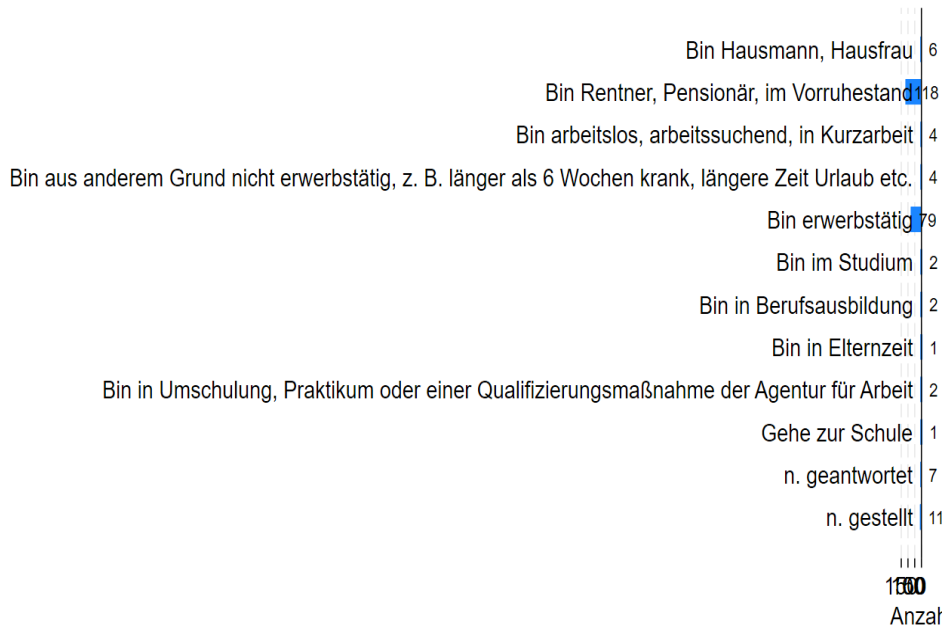 Bin Hausmann, Hausfrau 6
Bin Rentner, Pensionär, im Vorruhestand 118
Bin arbeitslos, arbeitssuchend, in Kurzarbeit 4
Bin aus anderem Grund nicht erwerbstätig, z. B. länger als 6 Wochen krank, längere Zeit Urlaub etc. 4
Bin erwerbstätig 79
Bin im Studium 2
Bin in Berufsausbildung 2
Bin in Elternzeit 1
Bin in Umschulung, Praktikum oder einer Qualifizierungsmaßnahme der Agentur für Arbeit 2
Gehe zur Schule 1
n. geantwortet 7
n. gestellt 11
Anzah